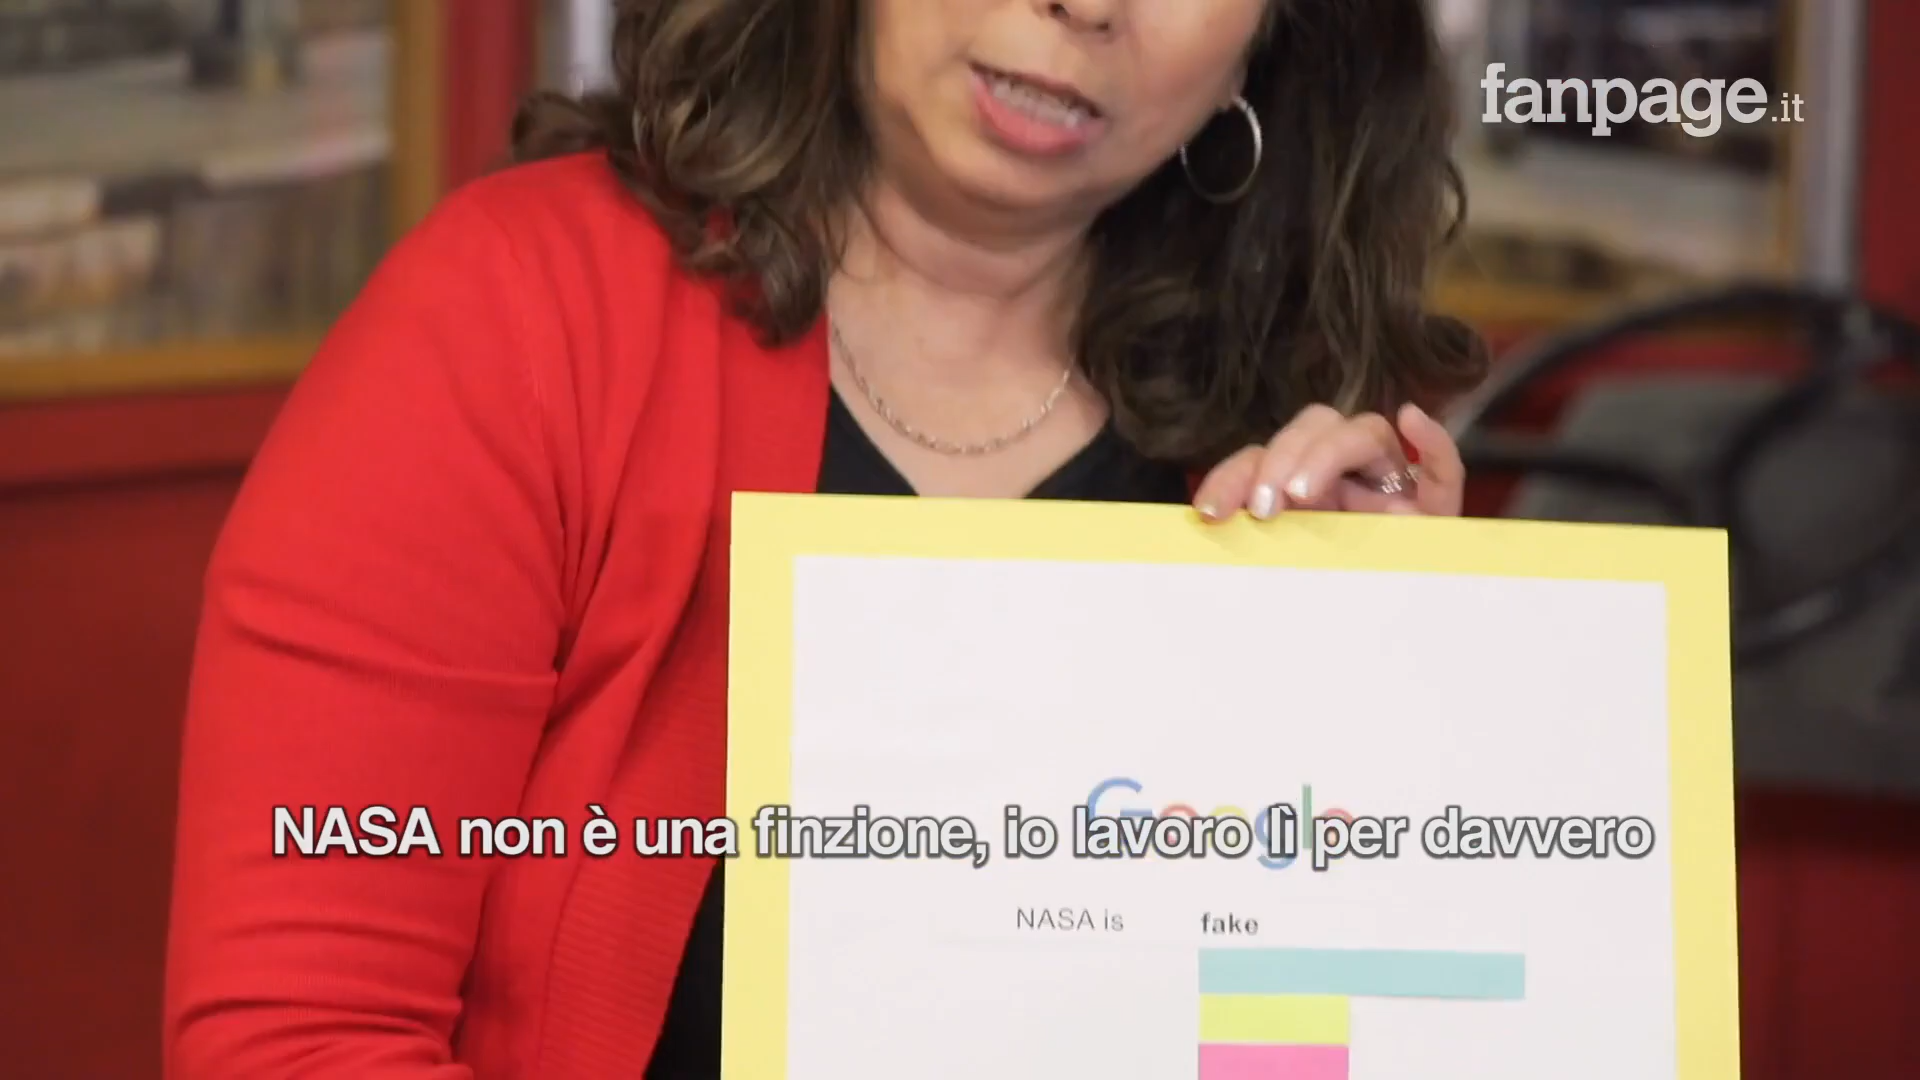 fanpage.it
Google
NASA non è una finzione, io lavoro lì per davvero
NASA is fake